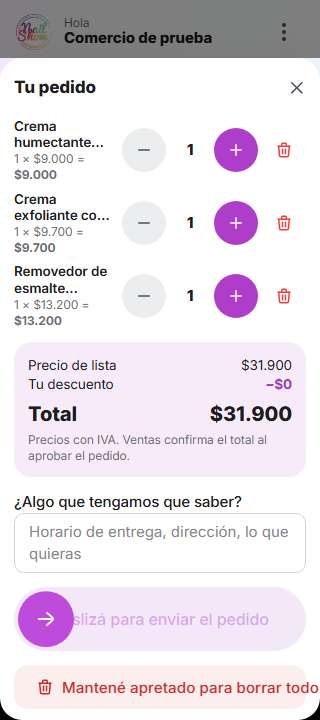 Nail Show
Hola
Comercio de prueba
Tu pedido
Crema
humectante...
1 × $9.000 =
$9.000
1
Crema
exfoliante co...
1 × $9.700 =
$9.700
1
Removedor de
esmalte...
1 × $13.200 =
$13.200
1
Precio de lista $31.900
Tu descuento −$0
Total $31.900
Precios con IVA. Ventas confirma el total al
aprobar el pedido.
¿Algo que tengamos que saber?
Horario de entrega, dirección, lo que
quieras
slizá para enviar el pedido
Mantené apretado para borrar todo